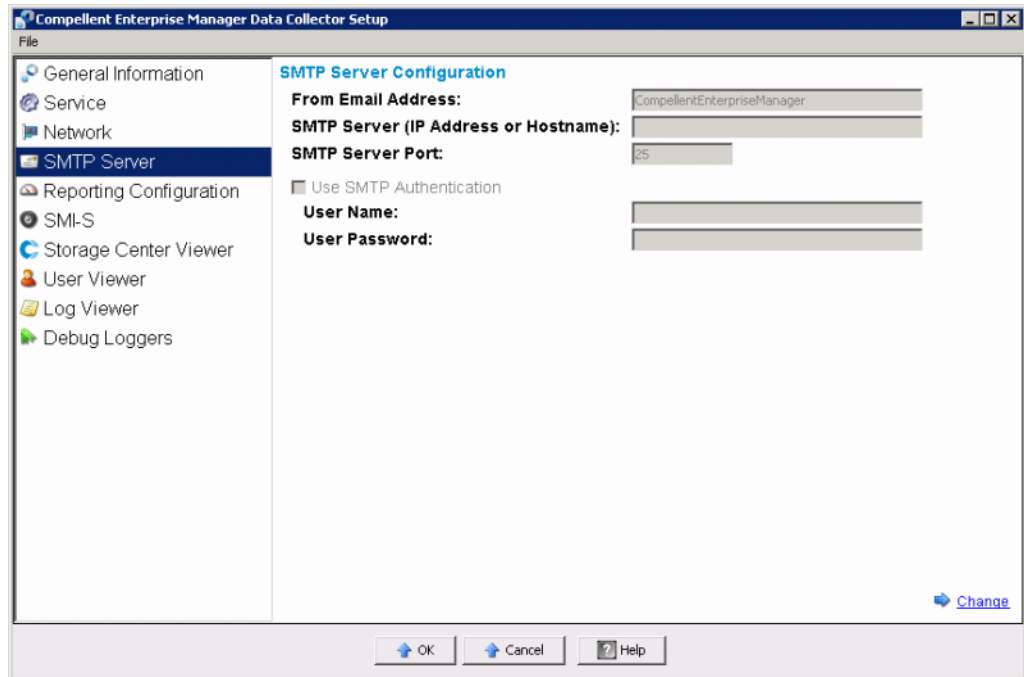 Compellent Enterprise Manager Data Collector Setup
File
General Information
Service
Network
SMTP Server
Reporting Configuration
SMI-S
Storage Center Viewer
User Viewer
Log Viewer
Debug Loggers
SMTP Server Configuration
From Email Address: CompellentEnterpriseManager
SMTP Server (IP Address or Hostname):
SMTP Server Port: 25
Use SMTP Authentication
User Name:
User Password:
Change
OK Cancel ? Help